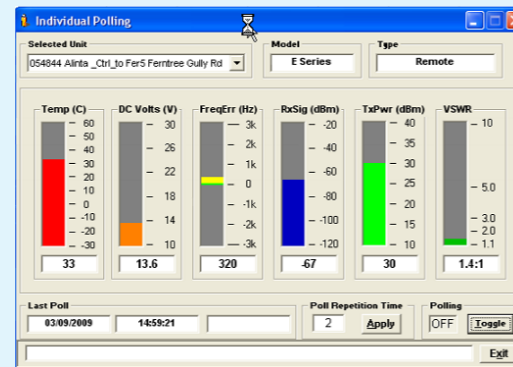 Individual Polling
Selected Unit
054844 Alinta _Ctrl_to Fer5 Ferntree Gully Rd
Model
E Series
Type
Remote
Temp (C)
60
50
40
30
20
10
0
-10
-20
-30
33
DC Volts (V)
30
26
22
18
14
10
13.6
FreqErr (Hz)
3k
2k
1k
0
-1k
-2k
-3k
320
RxSig (dBm)
-20
-40
-60
-80
-100
-120
-67
TxPwr (dBm)
40
35
30
25
20
15
10
30
VSWR
10
5.0
3.0
2.0
1.1
1.4:1
Last Poll
03/09/2009 14:59:21
Poll Repetition Time
2 Apply
Polling
OFF Toggle
Exit